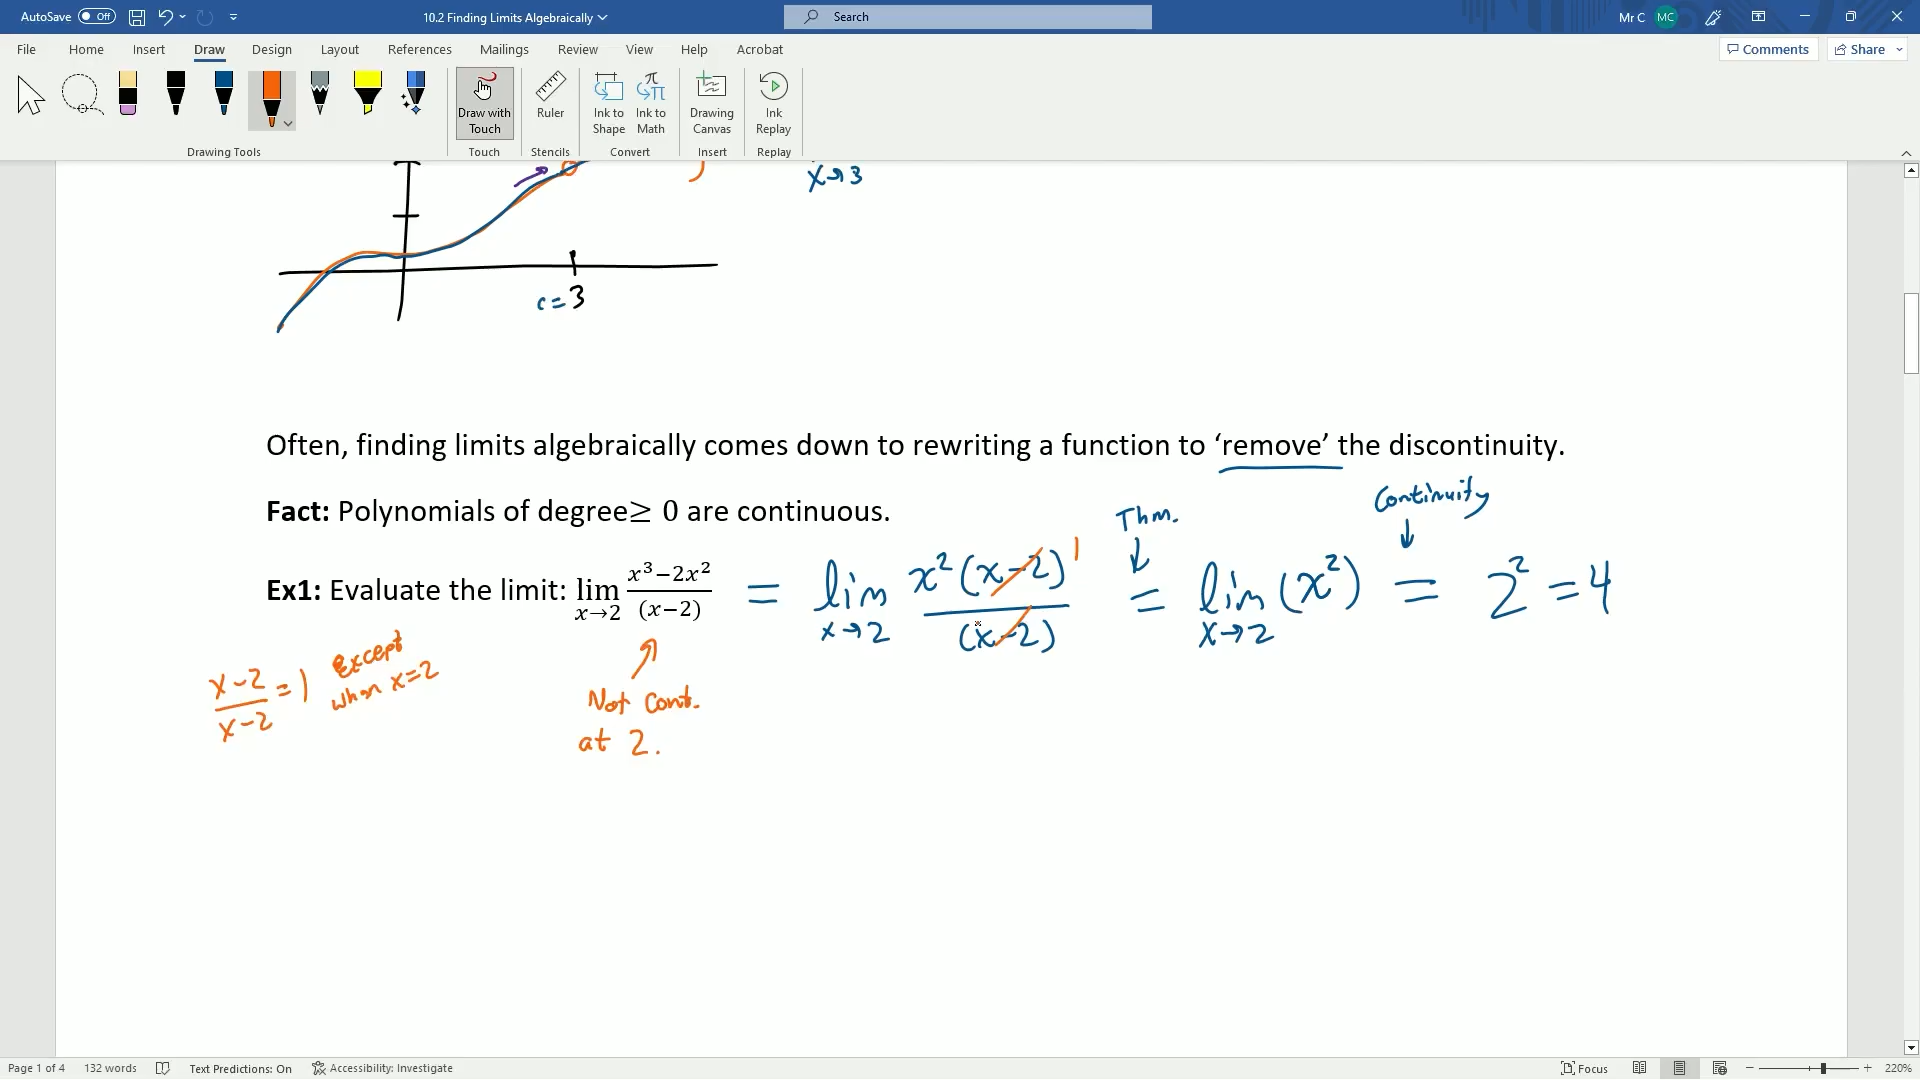 AutoSave Off 10.2 Finding Limits Algebraically Search Mr C MC
File Home Insert Draw Design Layout References Mailings Review View Help Acrobat Comments Share
Draw with Touch Ruler Ink to Shape Ink to Math Drawing Canvas Ink Replay
Drawing Tools Touch Stencils Convert Insert Replay
x→3
c=3
Often, finding limits algebraically comes down to rewriting a function to ‘remove’ the discontinuity.
Continuity
Fact: Polynomials of degree≥ 0 are continuous.
Thm.
Ex1: Evaluate the limit: lim x→2 x³−2x² / (x−2) = lim x→2 x²(x−2) 1 / (x−2) = lim x→2 (x²) = 2² = 4
x−2 / x−2 = 1 Except when x=2
Not Cont.
at 2.
Page 1 of 4 132 words Text Predictions: On Accessibility: Investigate Focus 220%